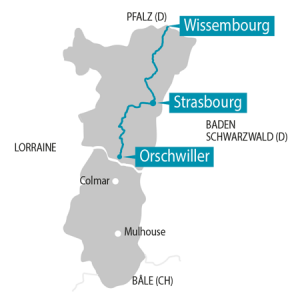 PFALZ (D)
Wissembourg
Strasbourg
BADEN
SCHWARZWALD (D)
LORRAINE
Orschwiller
Colmar
Mulhouse
BÂLE (CH)